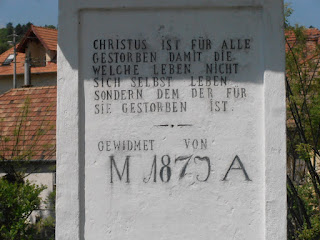 CHRISTUS IST FÜR ALLE
GESTORBEN DAMIT DIE
WELCHE LEBEN NICHT
SICH SELBST LEBEN
SONDERN DEM DER FÜR
SIE GESTORBEN IST.
GEWIDMET VON
M 1875 A